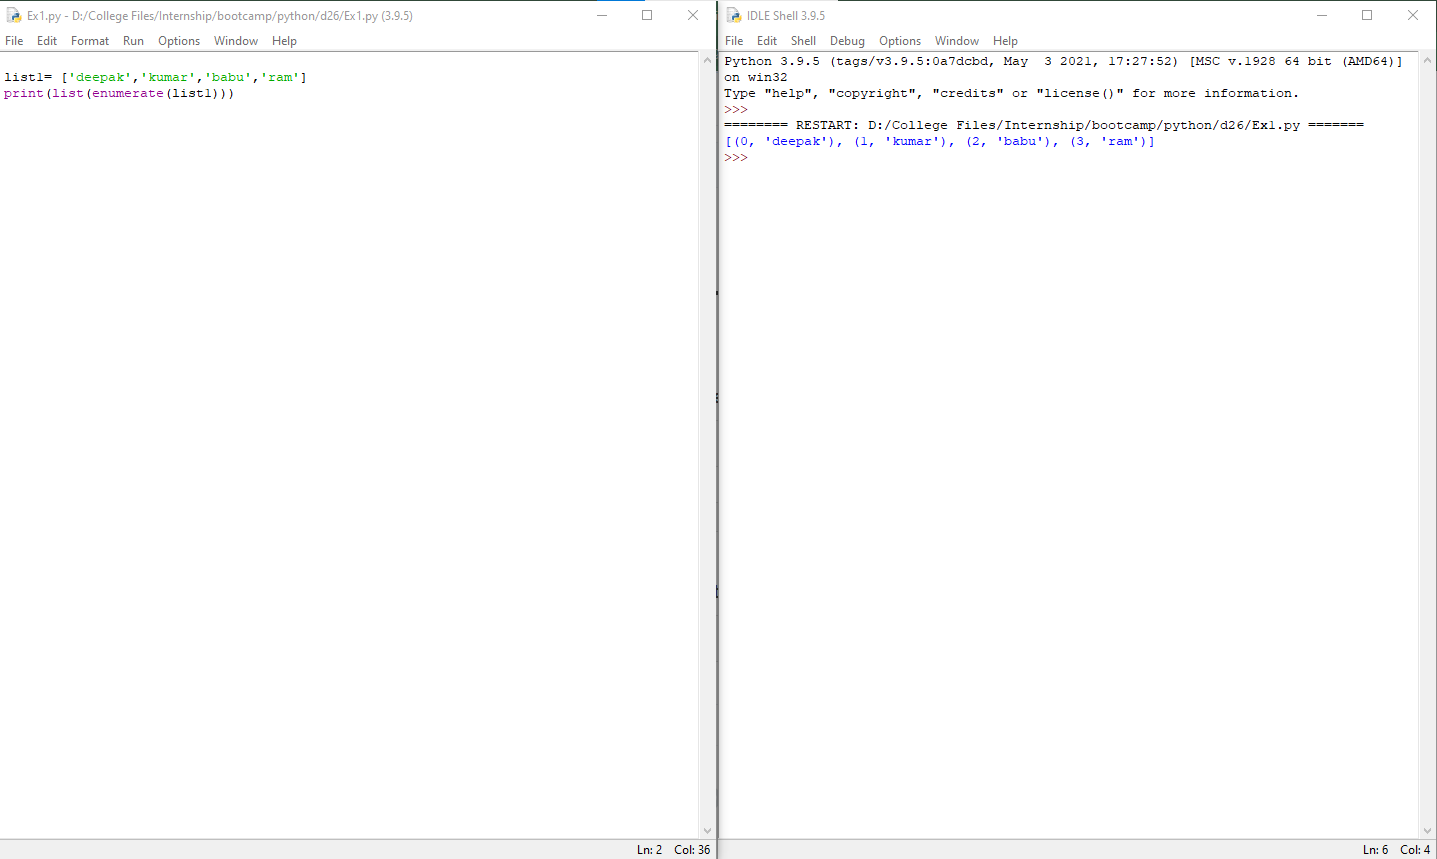 Ex1.py - D:/College Files/Internship/bootcamp/python/d26/Ex1.py (3.9.5)
File Edit Format Run Options Window Help
list1= ['deepak','kumar','babu','ram']
print(list(enumerate(list1)))
Ln: 2 Col: 36
IDLE Shell 3.9.5
File Edit Shell Debug Options Window Help
Python 3.9.5 (tags/v3.9.5:0a7dcbd, May  3 2021, 17:27:52) [MSC v.1928 64 bit (AMD64)]
on win32
Type "help", "copyright", "credits" or "license()" for more information.
>>>
======== RESTART: D:/College Files/Internship/bootcamp/python/d26/Ex1.py =======
[(0, 'deepak'), (1, 'kumar'), (2, 'babu'), (3, 'ram')]
>>>
Ln: 6 Col: 4